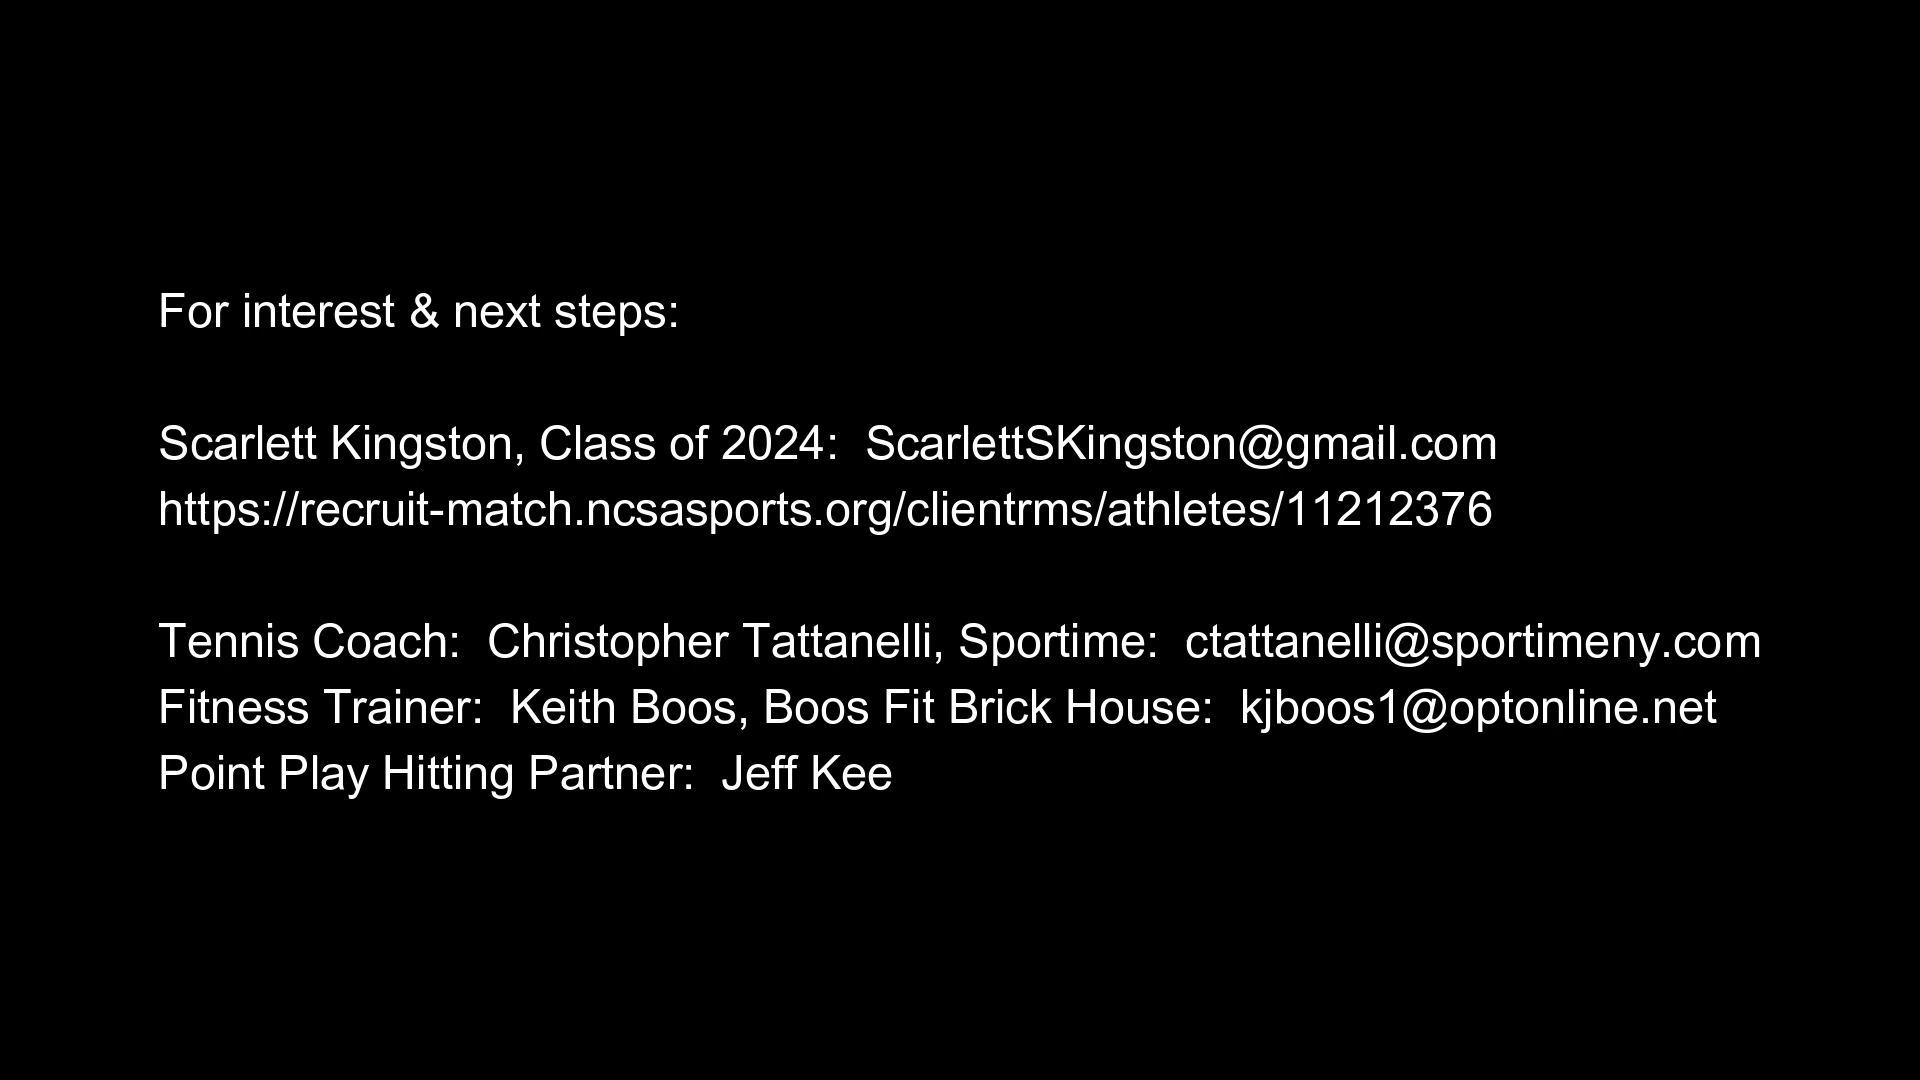 For interest & next steps:
Scarlett Kingston, Class of 2024:  ScarlettSKingston@gmail.com
https://recruit-match.ncsasports.org/clientrms/athletes/11212376
Tennis Coach:  Christopher Tattanelli, Sportime:  ctattanelli@sportimeny.com
Fitness Trainer:  Keith Boos, Boos Fit Brick House:  kjboos1@optonline.net
Point Play Hitting Partner:  Jeff Kee